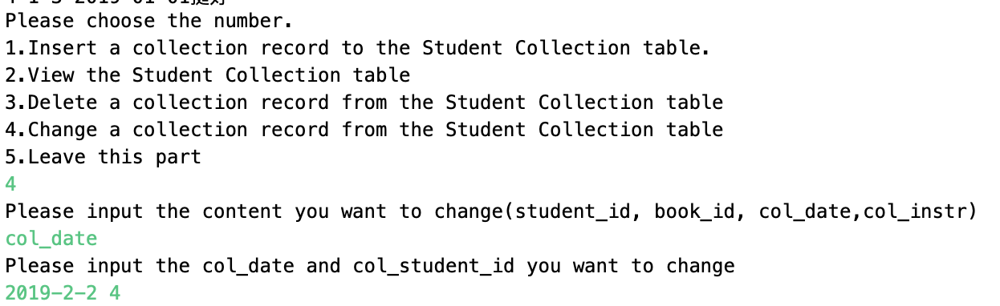 Please choose the number.
1.Insert a collection record to the Student Collection table.
2.View the Student Collection table
3.Delete a collection record from the Student Collection table
4.Change a collection record from the Student Collection table
5.Leave this part
4
Please input the content you want to change(student_id, book_id, col_date,col_instr)
col_date
Please input the col_date and col_student_id you want to change
2019-2-2 4